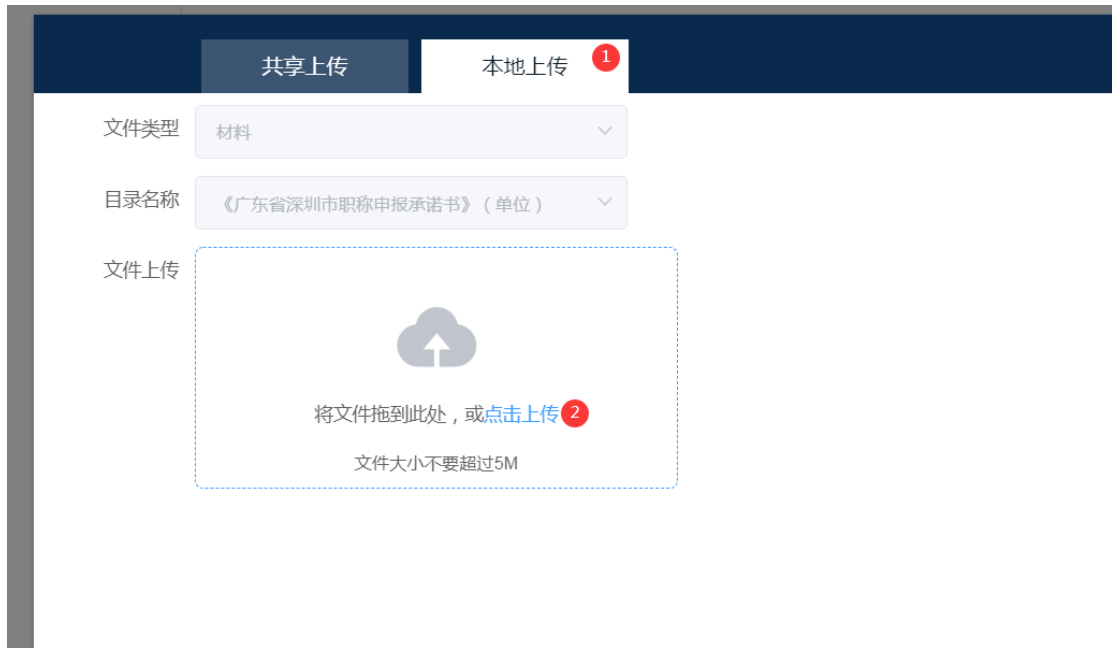 共享上传 本地上传 1
文件类型 材料
目录名称 《广东省深圳市职称申报承诺书》（单位）
文件上传
将文件拖到此处，或点击上传 2
文件大小不要超过5M